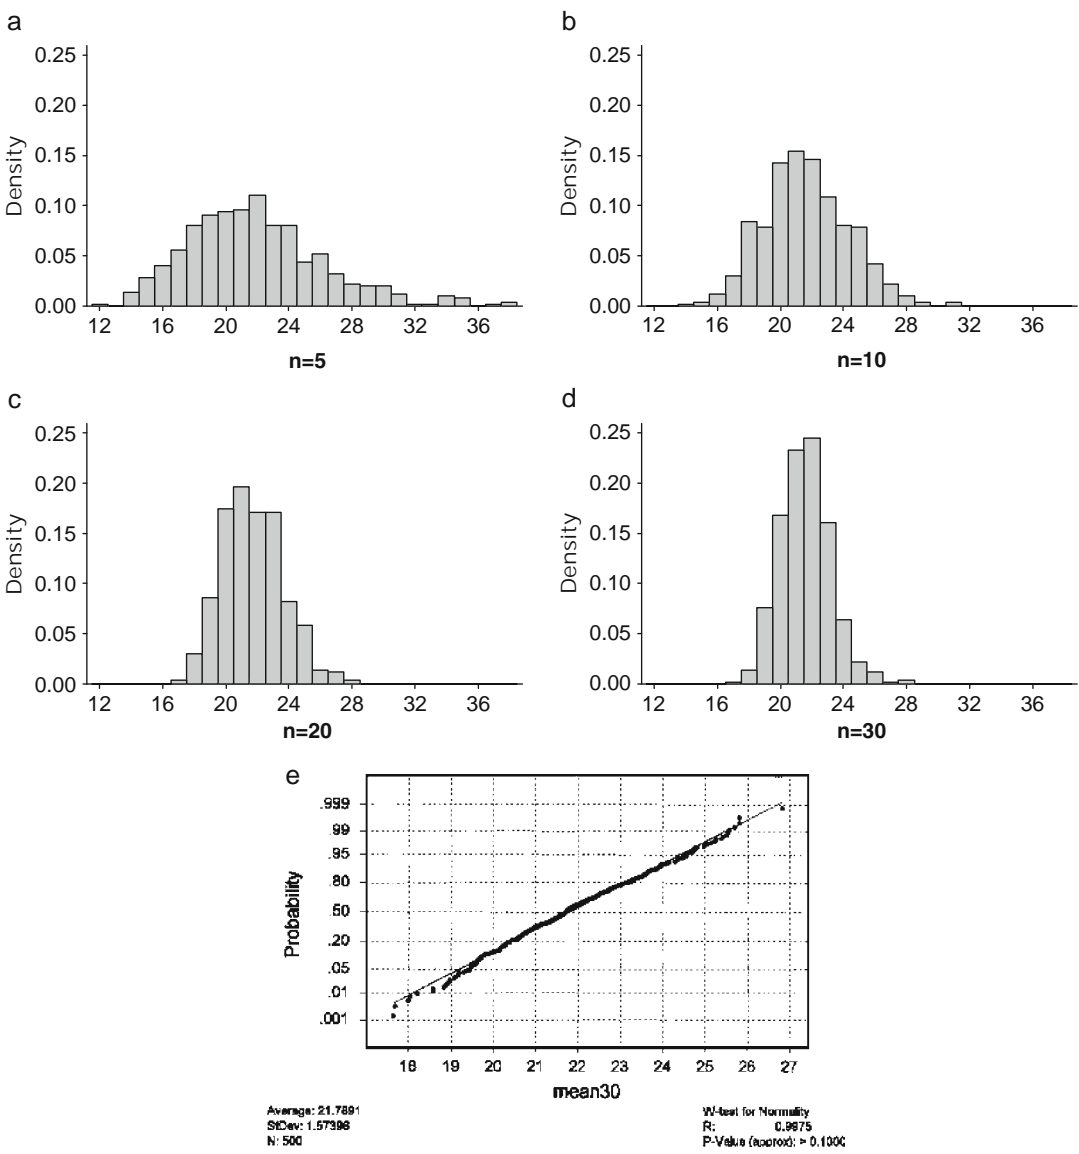 a
0.25
0.20
0.15
0.10
0.05
0.00
Density
12 16 20 24 28 32 36
n=5
b
0.25
0.20
0.15
0.10
0.05
0.00
Density
12 16 20 24 28 32 36
n=10
c
0.25
0.20
0.15
0.10
0.05
0.00
Density
12 16 20 24 28 32 36
n=20
d
0.25
0.20
0.15
0.10
0.05
0.00
Density
12 16 20 24 28 32 36
n=30
e
.999
.99
.95
.80
.50
.20
.05
.01
.001
Probability
18 19 20 21 22 23 24 25 26 27
mean30
Average: 21.7891
StDev: 1.57396
N: 500
W-test for Normality
R: 0.9975
P-Value (approx): > 0.1000